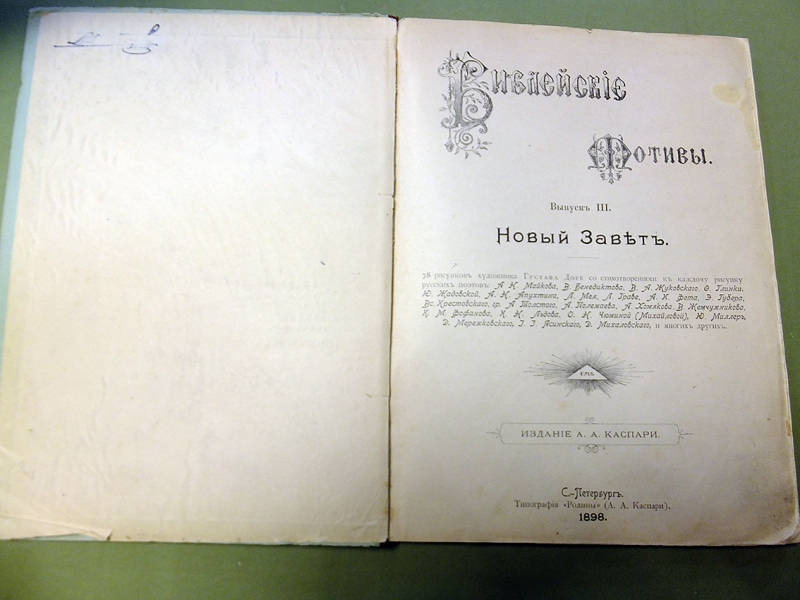 Библейскіе
Мотивы.
Выпускъ III.
Новый Завѣтъ.
78 рисунковъ художника Густава Доре со стихотвореніями къ каждому рисунку
русскихъ поэтовъ: А. Н. Майкова, В. Бенедиктова, В. А. Жуковскаго, Ѳ. Глинки,
Ю. Жадовской, А. Н. Апухтина, Л. Мея, Л. Граве, А. К. Фета, Э. Губера,
Вс. Крестовскаго, гр. А. Толстого, А. Полежаева, А. Хомякова, В. Жемчужникова,
К. М. Фофанова, К. Н. Льдова, О. Н. Чюминой (Михайловой), Ю. Миллеръ,
Д. Мережковскаго, І. І. Ясинскаго, Д. Михаловскаго, и многихъ другихъ.
ИЗДАНІЕ А. А. КАСПАРИ.
С.-Петербургъ.
Типографія «Родины» (А. А. Каспари).
1898.